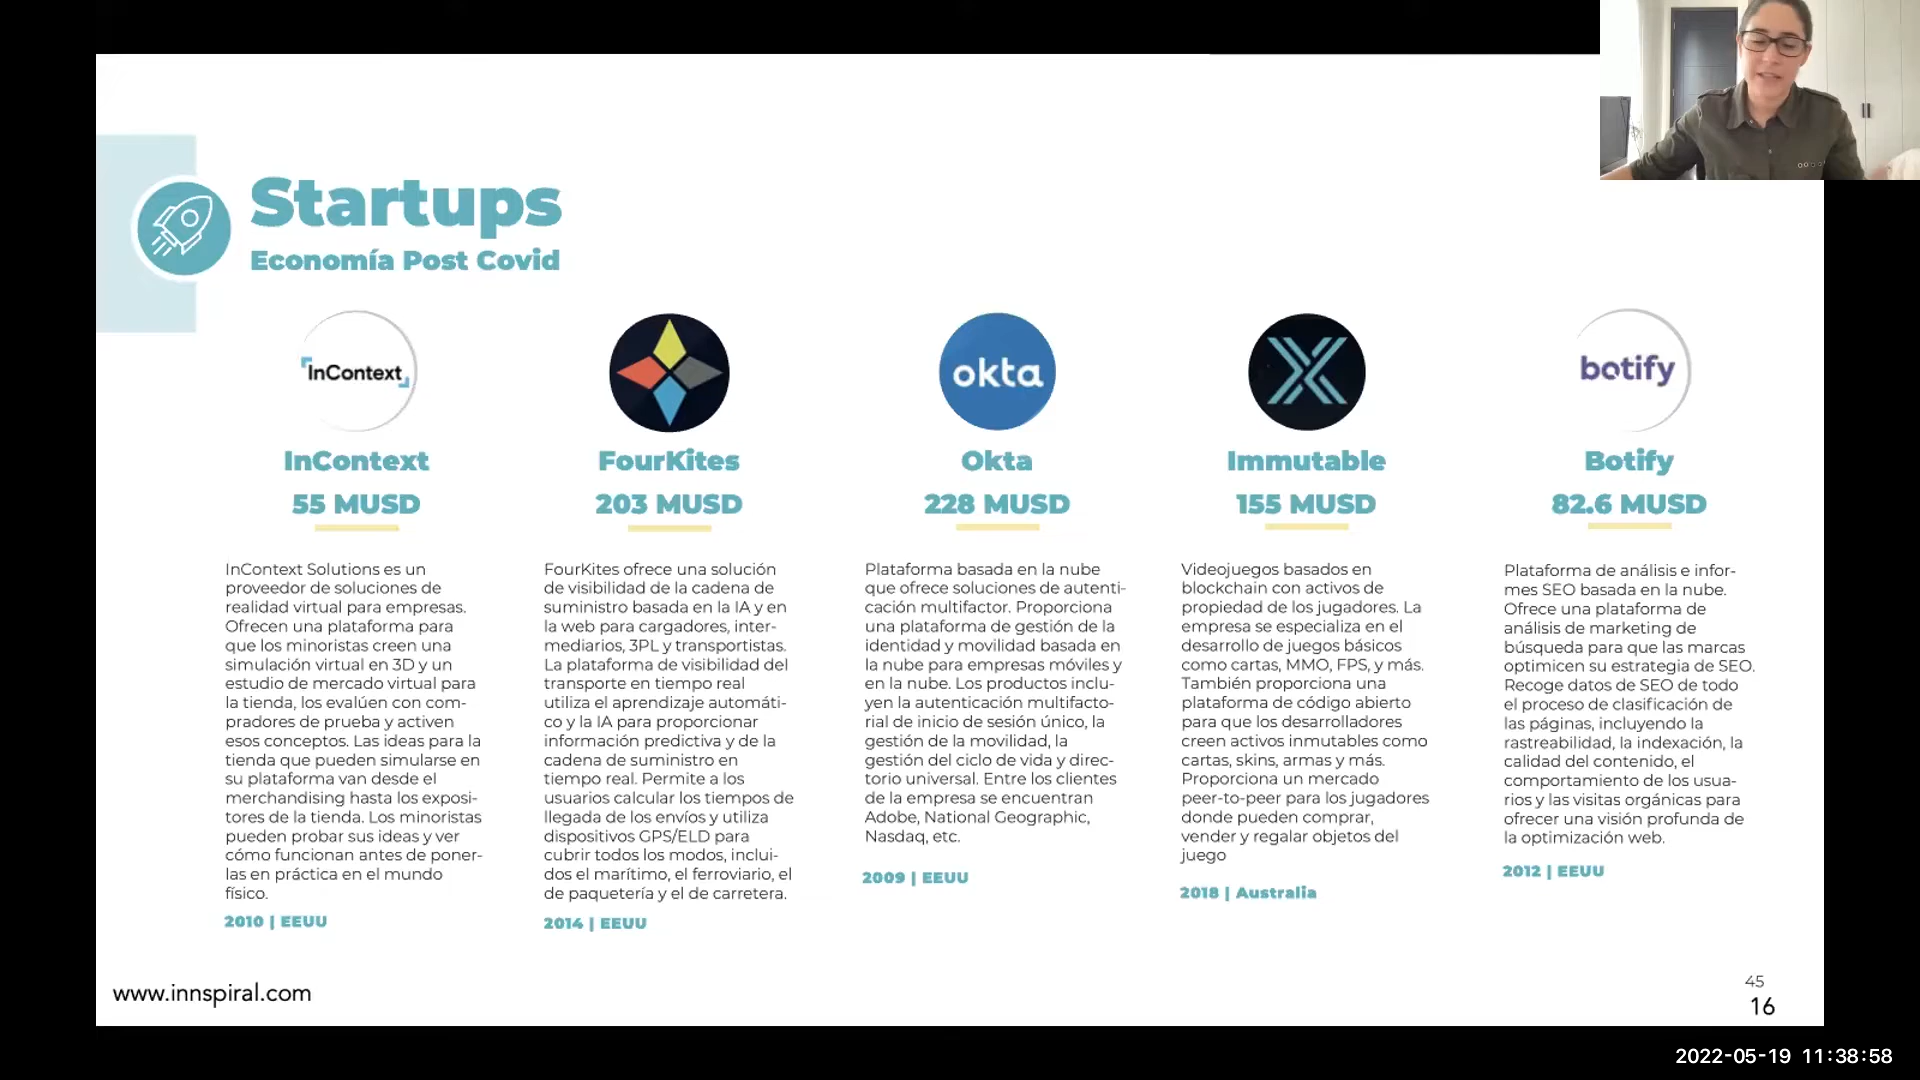 Startups
Economía Post Covid
InContext
okta
botify
InContext
55 MUSD
InContext Solutions es un
proveedor de soluciones de
realidad virtual para empresas.
Ofrecen una plataforma para
que los minoristas creen una
simulación virtual en 3D y un
estudio de mercado virtual para
la tienda, los evalúen con com-
pradores de prueba y activen
esos conceptos. Las ideas para la
tienda que pueden simularse en
su plataforma van desde el
merchandising hasta los exposi-
tores de la tienda. Los minoristas
pueden probar sus ideas y ver
cómo funcionan antes de poner-
las en práctica en el mundo
físico.
2010 | EEUU
FourKites
203 MUSD
FourKites ofrece una solución
de visibilidad de la cadena de
suministro basada en la IA y en
la web para cargadores, inter-
mediarios, 3PL y transportistas.
La plataforma de visibilidad del
transporte en tiempo real
utiliza el aprendizaje automáti-
co y la IA para proporcionar
información predictiva y de la
cadena de suministro en
tiempo real. Permite a los
usuarios calcular los tiempos de
llegada de los envíos y utiliza
dispositivos GPS/ELD para
cubrir todos los modos, inclui-
dos el marítimo, el ferroviario, el
de paquetería y el de carretera.
2014 | EEUU
Okta
228 MUSD
Plataforma basada en la nube
que ofrece soluciones de autenti-
cación multifactor. Proporciona
una plataforma de gestión de la
identidad y movilidad basada en
la nube para empresas móviles y
en la nube. Los productos inclu-
yen la autenticación multifacto-
rial de inicio de sesión único, la
gestión de la movilidad, la
gestión del ciclo de vida y direc-
torio universal. Entre los clientes
de la empresa se encuentran
Adobe, National Geographic,
Nasdaq, etc.
2009 | EEUU
Immutable
155 MUSD
Videojuegos basados en
blockchain con activos de
propiedad de los jugadores. La
empresa se especializa en el
desarrollo de juegos básicos
como cartas, MMO, FPS, y más.
También proporciona una
plataforma de código abierto
para que los desarrolladores
creen activos inmutables como
cartas, skins, armas y más.
Proporciona un mercado
peer-to-peer para los jugadores
donde pueden comprar,
vender y regalar objetos del
juego
2018 | Australia
Botify
82.6 MUSD
Plataforma de análisis e infor-
mes SEO basada en la nube.
Ofrece una plataforma de
análisis de marketing de
búsqueda para que las marcas
optimicen su estrategia de SEO.
Recoge datos de SEO de todo
el proceso de clasificación de
las páginas, incluyendo la
rastreabilidad, la indexación, la
calidad del contenido, el
comportamiento de los usua-
rios y las visitas orgánicas para
ofrecer una visión profunda de
la optimización web.
2012 | EEUU
www.innspiral.com
45
16
2022-05-19 11:38:58